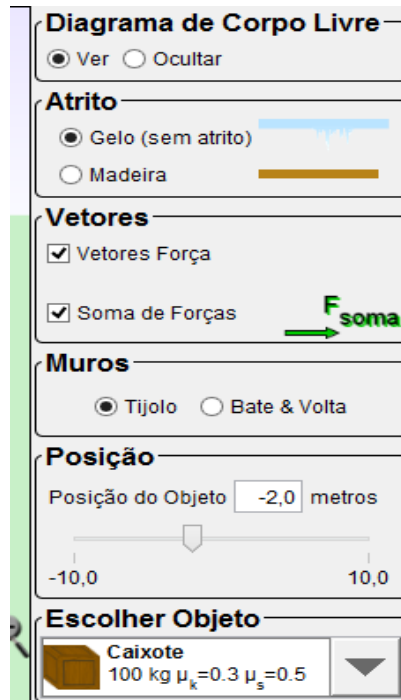 Diagrama de Corpo Livre
Ver Ocultar
Atrito
Gelo (sem atrito)
Madeira
Vetores
Vetores Força
Soma de Forças Fsoma
Muros
Tijolo Bate & Volta
Posição
Posição do Objeto -2,0 metros
-10,0 10,0
Escolher Objeto
Caixote
100 kg μk=0.3 μs=0.5